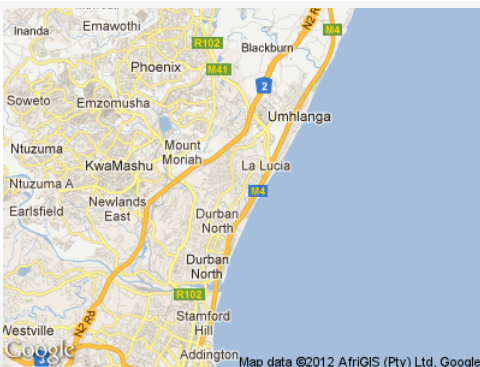 Inanda
Emawothi
N2 Rd
M4
R102
Blackburn
Phoenix
M41
2
Soweto
Emzomusha
Umhlanga
Ntuzuma
Mount
Moriah
KwaMashu
La Lucia
Ntuzuma A
M4
Newlands
East
Earlsfield
Durban
North
Durban
North
R102
N2 Rd
Stamford
Hill
Westville
Google
3
Addington
Map data ©2012 AfriGIS (Pty) Ltd, Google